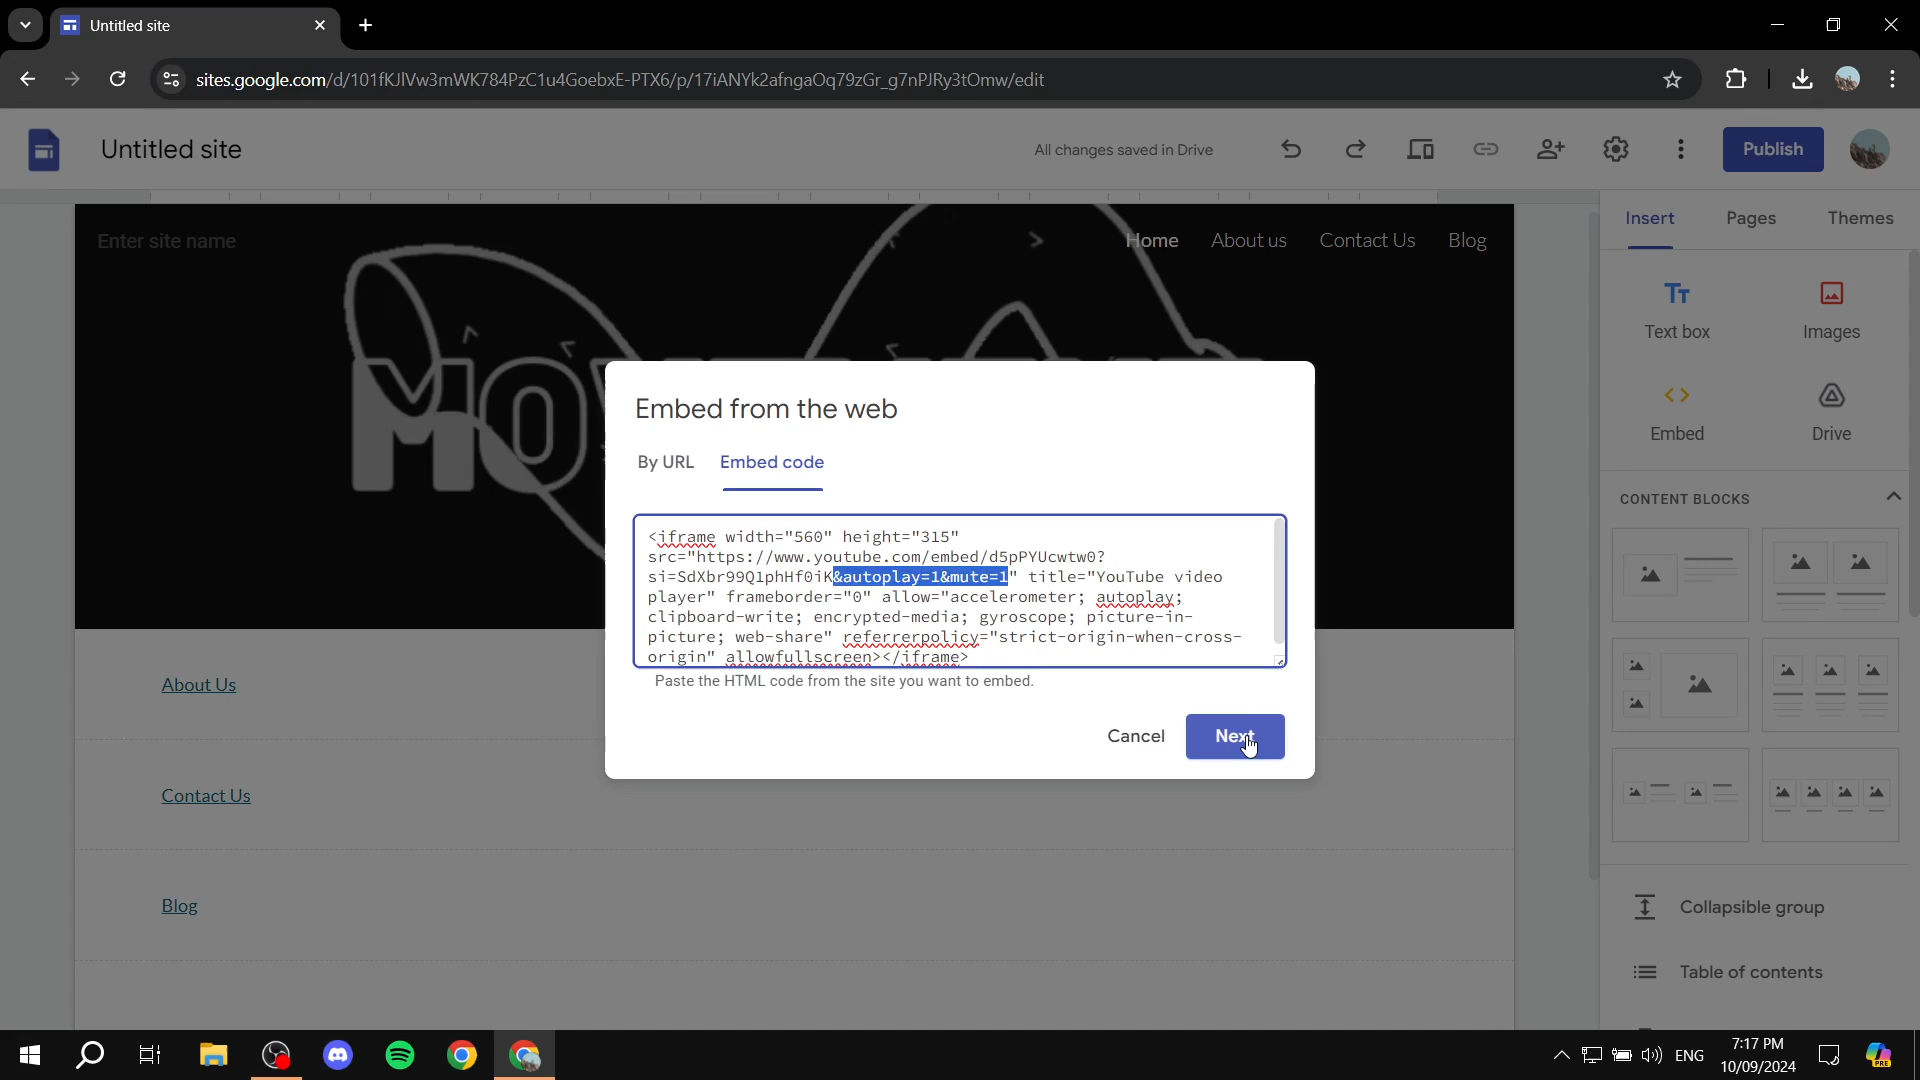 Untitled site
sites.google.com/d/101fKJlVw3mWK784PzC1u4GoebxE-PTX6/p/17iANYk2afngaOq79zGr_g7nPJRy3tOmw/edit
Untitled site
All changes saved in Drive
Publish
Enter site name
Home
About us
Contact Us
Blog
Insert
Pages
Themes
Text box
Images
Embed
Drive
CONTENT BLOCKS
Collapsible group
Table of contents
Embed from the web
By URL
Embed code
<iframe width="560" height="315"
src="https://www.youtube.com/embed/d5pPYUcwtw0?
si=SdXbr99QIphHf0iK&autoplay=1&mute=1" title="YouTube video
player" frameborder="0" allow="accelerometer; autoplay;
clipboard-write; encrypted-media; gyroscope; picture-in-
picture; web-share" referrerpolicy="strict-origin-when-cross-
origin" allowfullscreen></iframe>
Paste the HTML code from the site you want to embed.
Cancel
Next
About Us
Contact Us
Blog
ENG
7:17 PM
10/09/2024
PRE